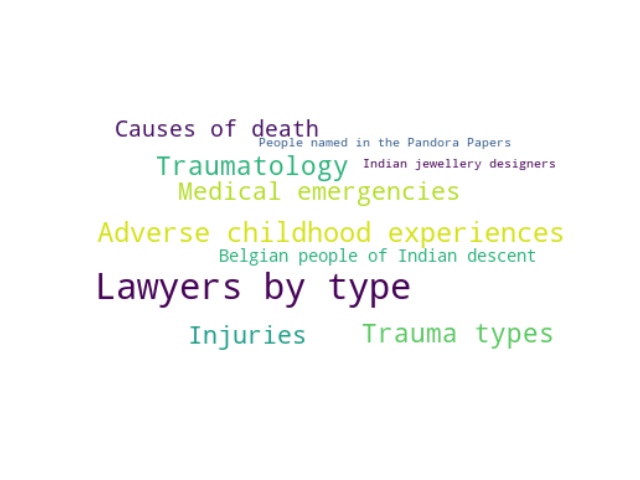 Causes of death
People named in the Pandora Papers
Traumatology
Indian jewellery designers
Medical emergencies
Adverse childhood experiences
Belgian people of Indian descent
Lawyers by type
Injuries
Trauma types